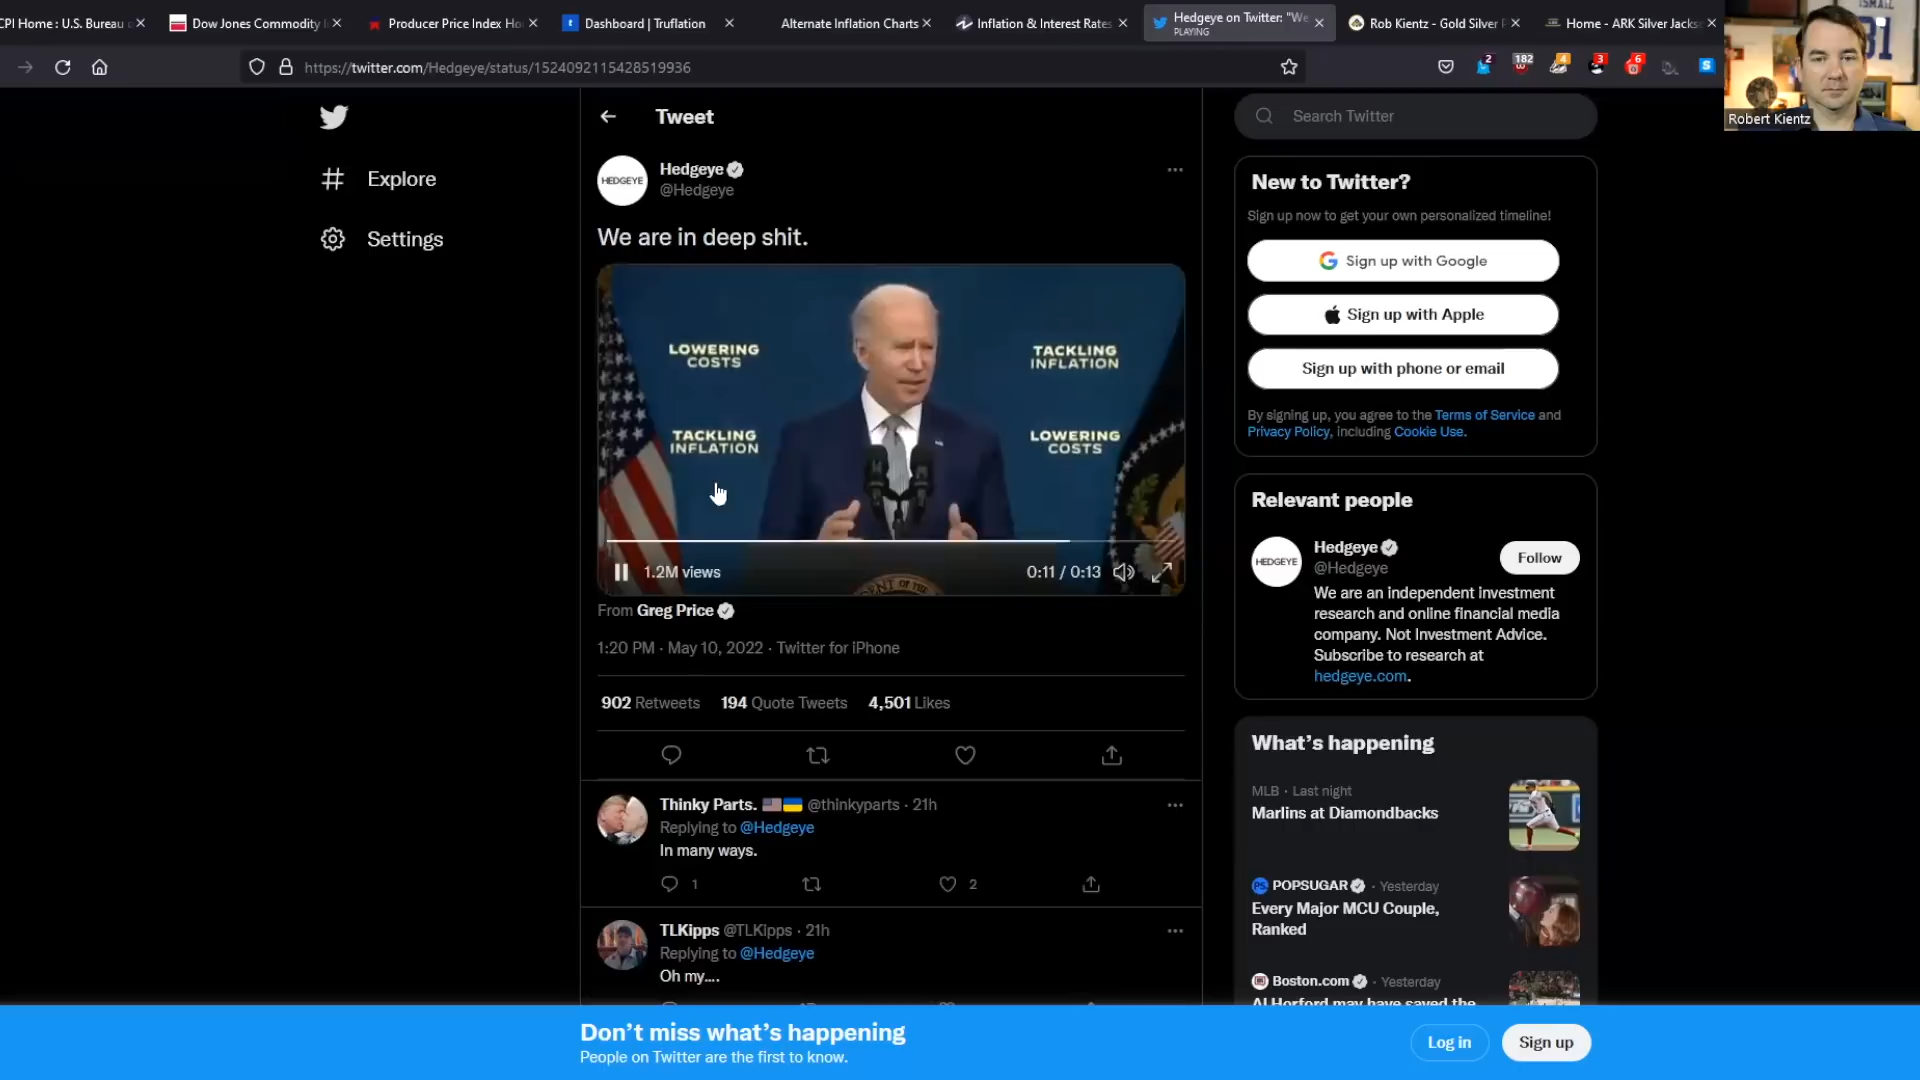 CPI Home : U.S. Bureau o
Dow Jones Commodity I
Producer Price Index Ho
Dashboard | Truflation
Alternate Inflation Charts
Inflation & Interest Rates
Hedgeye on Twitter: "We
PLAYING
Rob Kientz - Gold Silver P
Home - ARK Silver Jackso
https://twitter.com/Hedgeye/status/1524092115428519936
2
182
4
3
6
S
Robert Kientz
Explore
Settings
Tweet
HEDGEYE
Hedgeye
@Hedgeye
We are in deep shit.
LOWERING
COSTS
TACKLING
INFLATION
TACKLING
INFLATION
LOWERING
COSTS
1.2M views
0:11 / 0:13
From Greg Price
1:20 PM · May 10, 2022 · Twitter for iPhone
902 Retweets 194 Quote Tweets 4,501 Likes
Thinky Parts. @thinkyparts · 21h
Replying to @Hedgeye
In many ways.
1
2
TLKipps @TLKipps · 21h
Replying to @Hedgeye
Oh my....
Search Twitter
New to Twitter?
Sign up now to get your own personalized timeline!
Sign up with Google
Sign up with Apple
Sign up with phone or email
By signing up, you agree to the Terms of Service and
Privacy Policy, including Cookie Use.
Relevant people
HEDGEYE
Hedgeye
@Hedgeye
Follow
We are an independent investment
research and online financial media
company. Not Investment Advice.
Subscribe to research at
hedgeye.com.
What's happening
MLB · Last night
Marlins at Diamondbacks
POPSUGAR · Yesterday
Every Major MCU Couple,
Ranked
Boston.com · Yesterday
Al Horford may have saved the
Don't miss what's happening
People on Twitter are the first to know.
Log in
Sign up